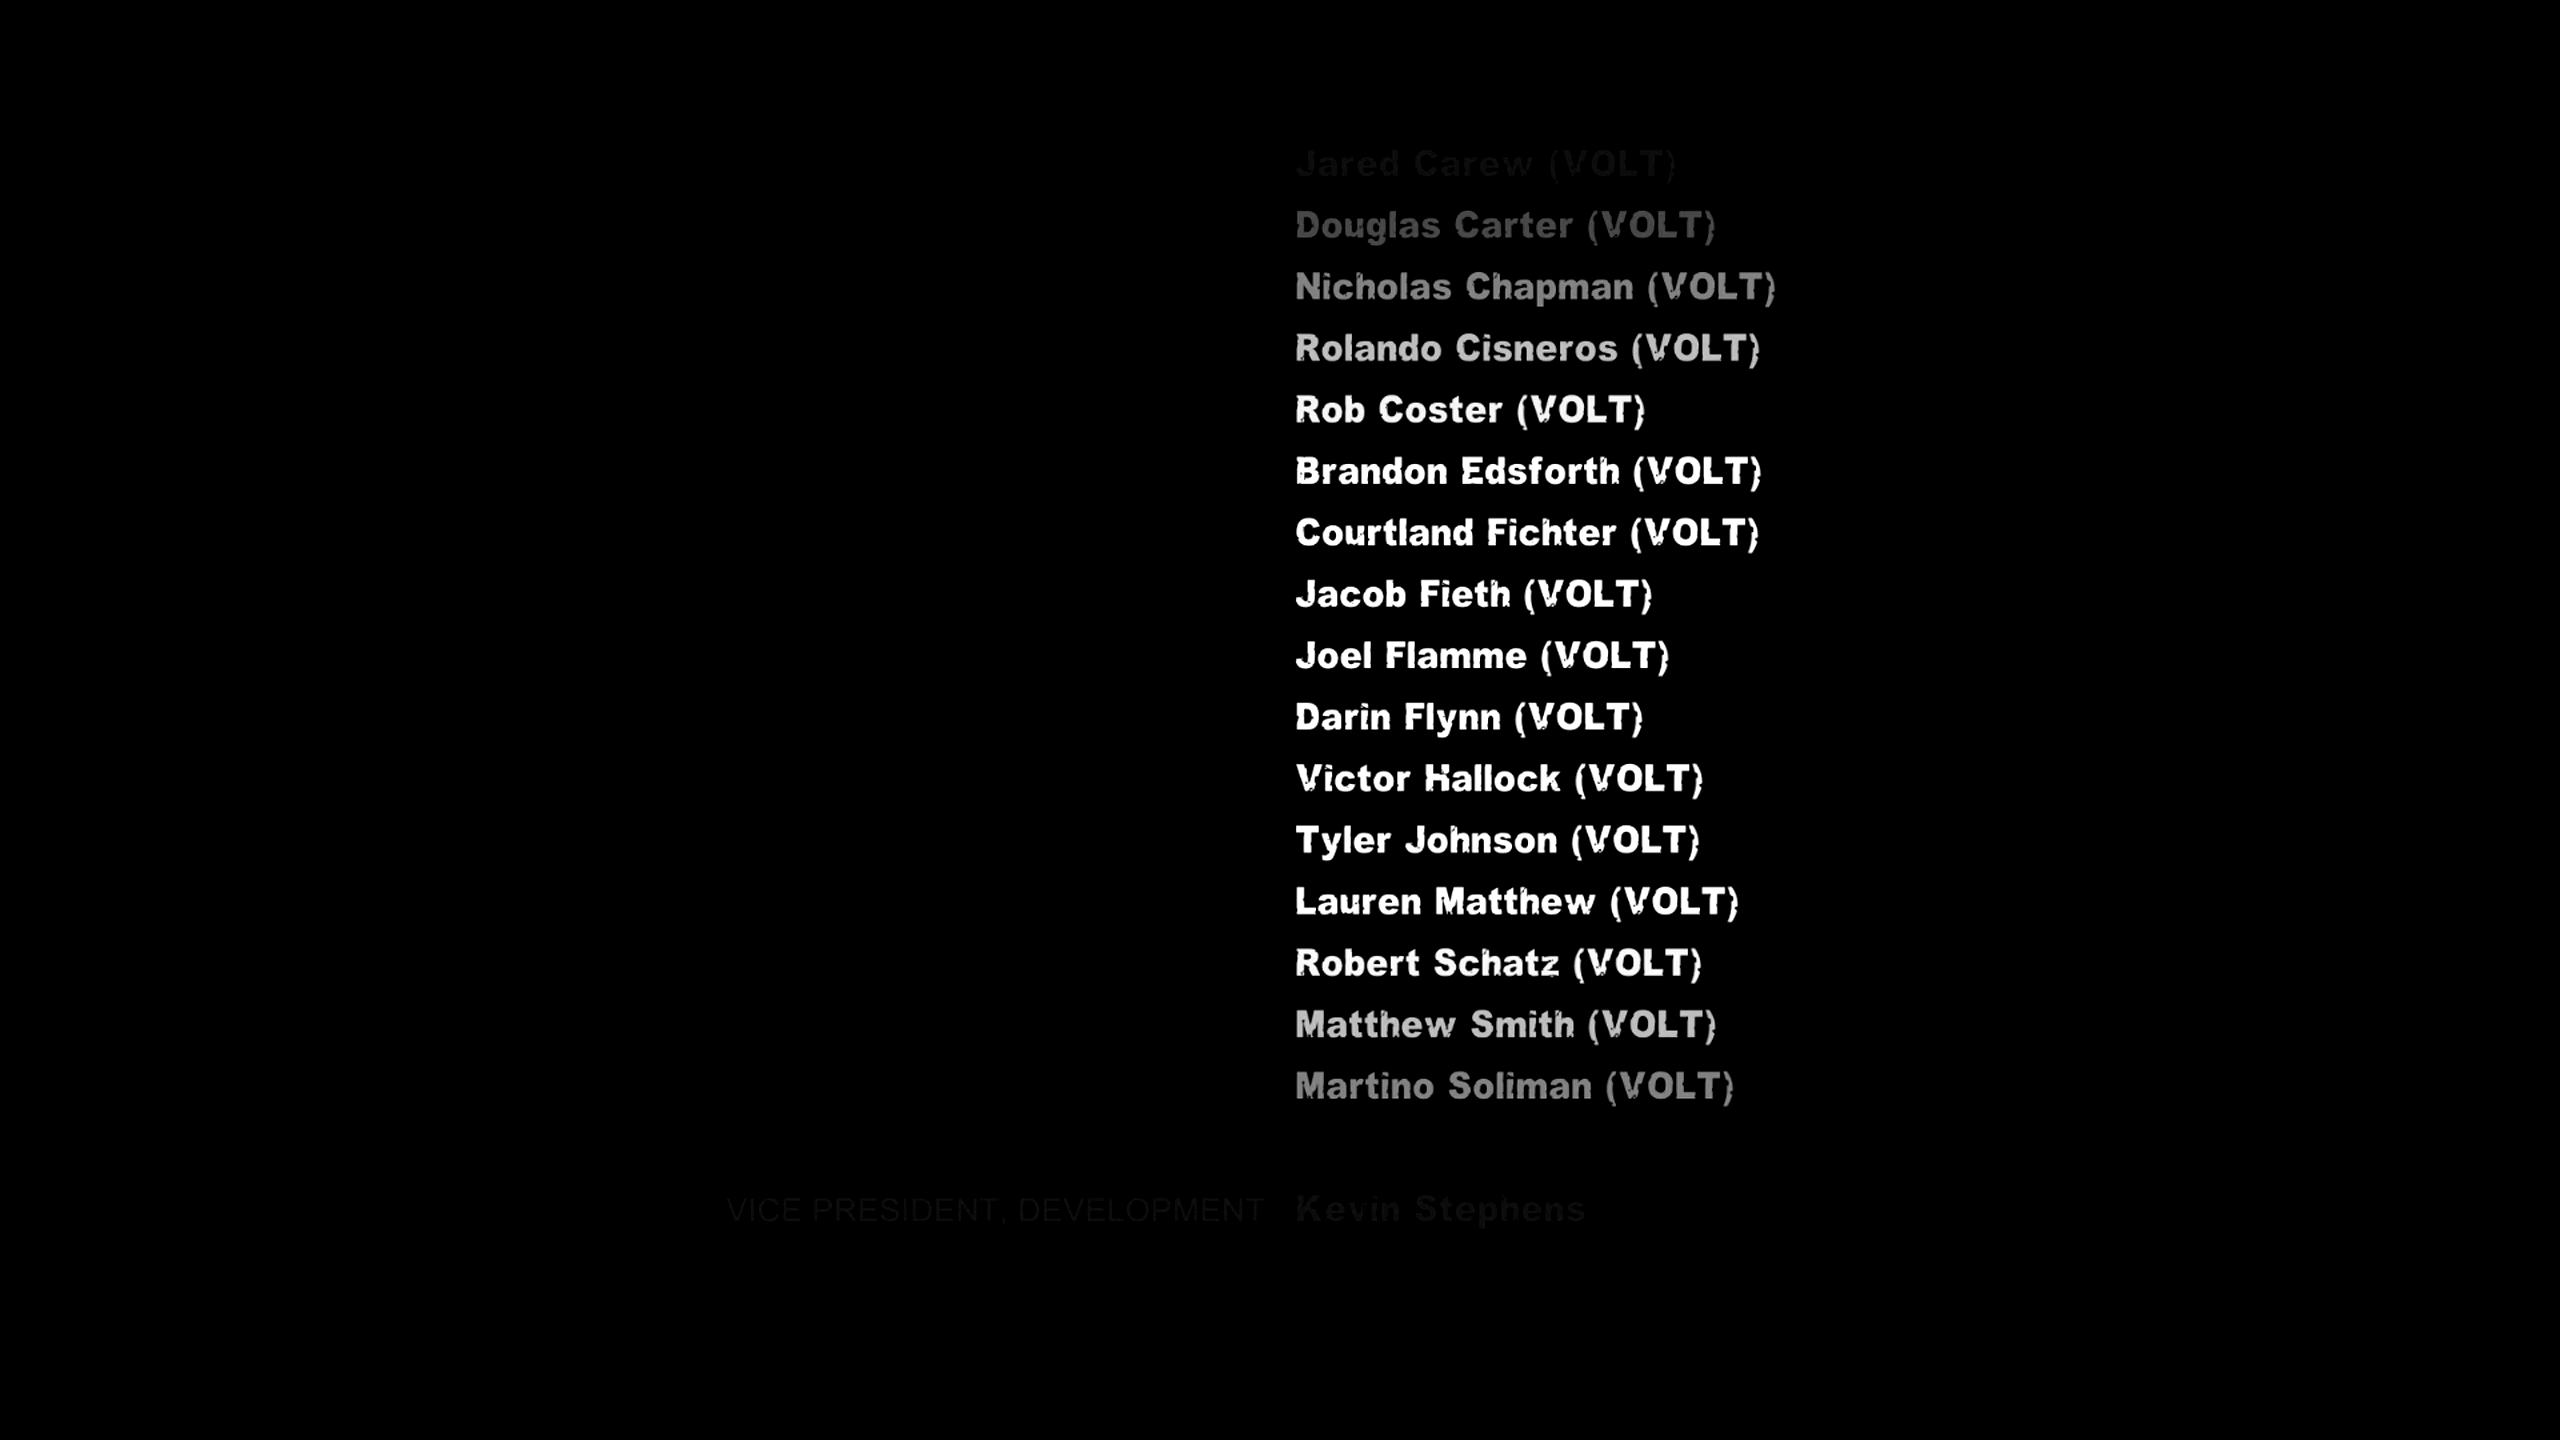 Jared Carew (VOLT)
Douglas Carter (VOLT)
Nicholas Chapman (VOLT)
Rolando Cisneros (VOLT)
Rob Coster (VOLT)
Brandon Edsforth (VOLT)
Courtland Fichter (VOLT)
Jacob Fieth (VOLT)
Joel Flamme (VOLT)
Darin Flynn (VOLT)
Victor Hallock (VOLT)
Tyler Johnson (VOLT)
Lauren Matthew (VOLT)
Robert Schatz (VOLT)
Matthew Smith (VOLT)
Martino Soliman (VOLT)
VICE PRESIDENT, DEVELOPMENT Kevin Stephens